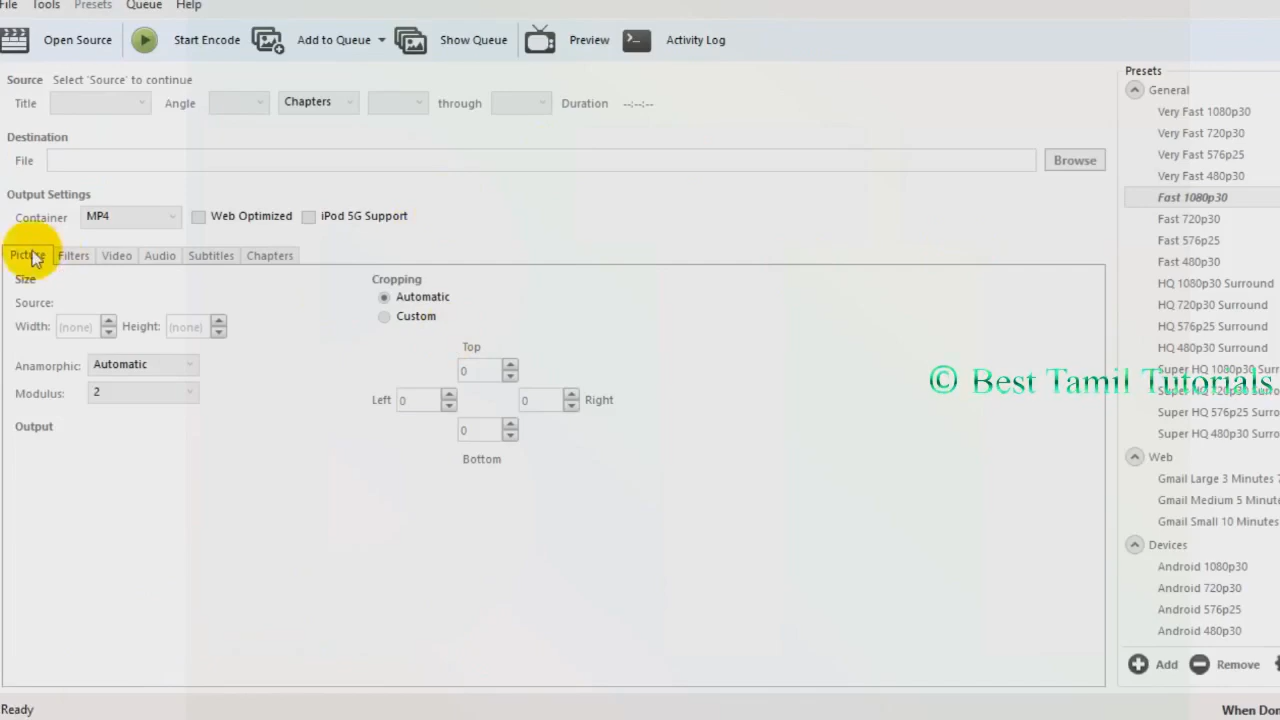 File Tools Presets Queue Help
Open Source Start Encode Add to Queue Show Queue Preview Activity Log
Source Select 'Source' to continue
Title Angle Chapters through Duration --:--:--
Destination
File Browse
Output Settings
Container MP4 Web Optimized iPod 5G Support
Picture Filters Video Audio Subtitles Chapters
Size
Source:
Width: (none) Height: (none)
Anamorphic: Automatic
Modulus: 2
Output
Cropping
Automatic
Custom
Top
0
Left 0 0 Right
0
Bottom
Presets
General
Very Fast 1080p30
Very Fast 720p30
Very Fast 576p25
Very Fast 480p30
Fast 1080p30
Fast 720p30
Fast 576p25
Fast 480p30
HQ 1080p30 Surround
HQ 720p30 Surround
HQ 576p25 Surround
HQ 480p30 Surround
Super HQ 1080p30 Surr
Super HQ 720p30 Surro
Super HQ 576p25 Surro
Super HQ 480p30 Surro
Web
Gmail Large 3 Minutes 7
Gmail Medium 5 Minute
Gmail Small 10 Minutes
Devices
Android 1080p30
Android 720p30
Android 576p25
Android 480p30
Add Remove
© Best Tamil Tutorials
Ready When Don